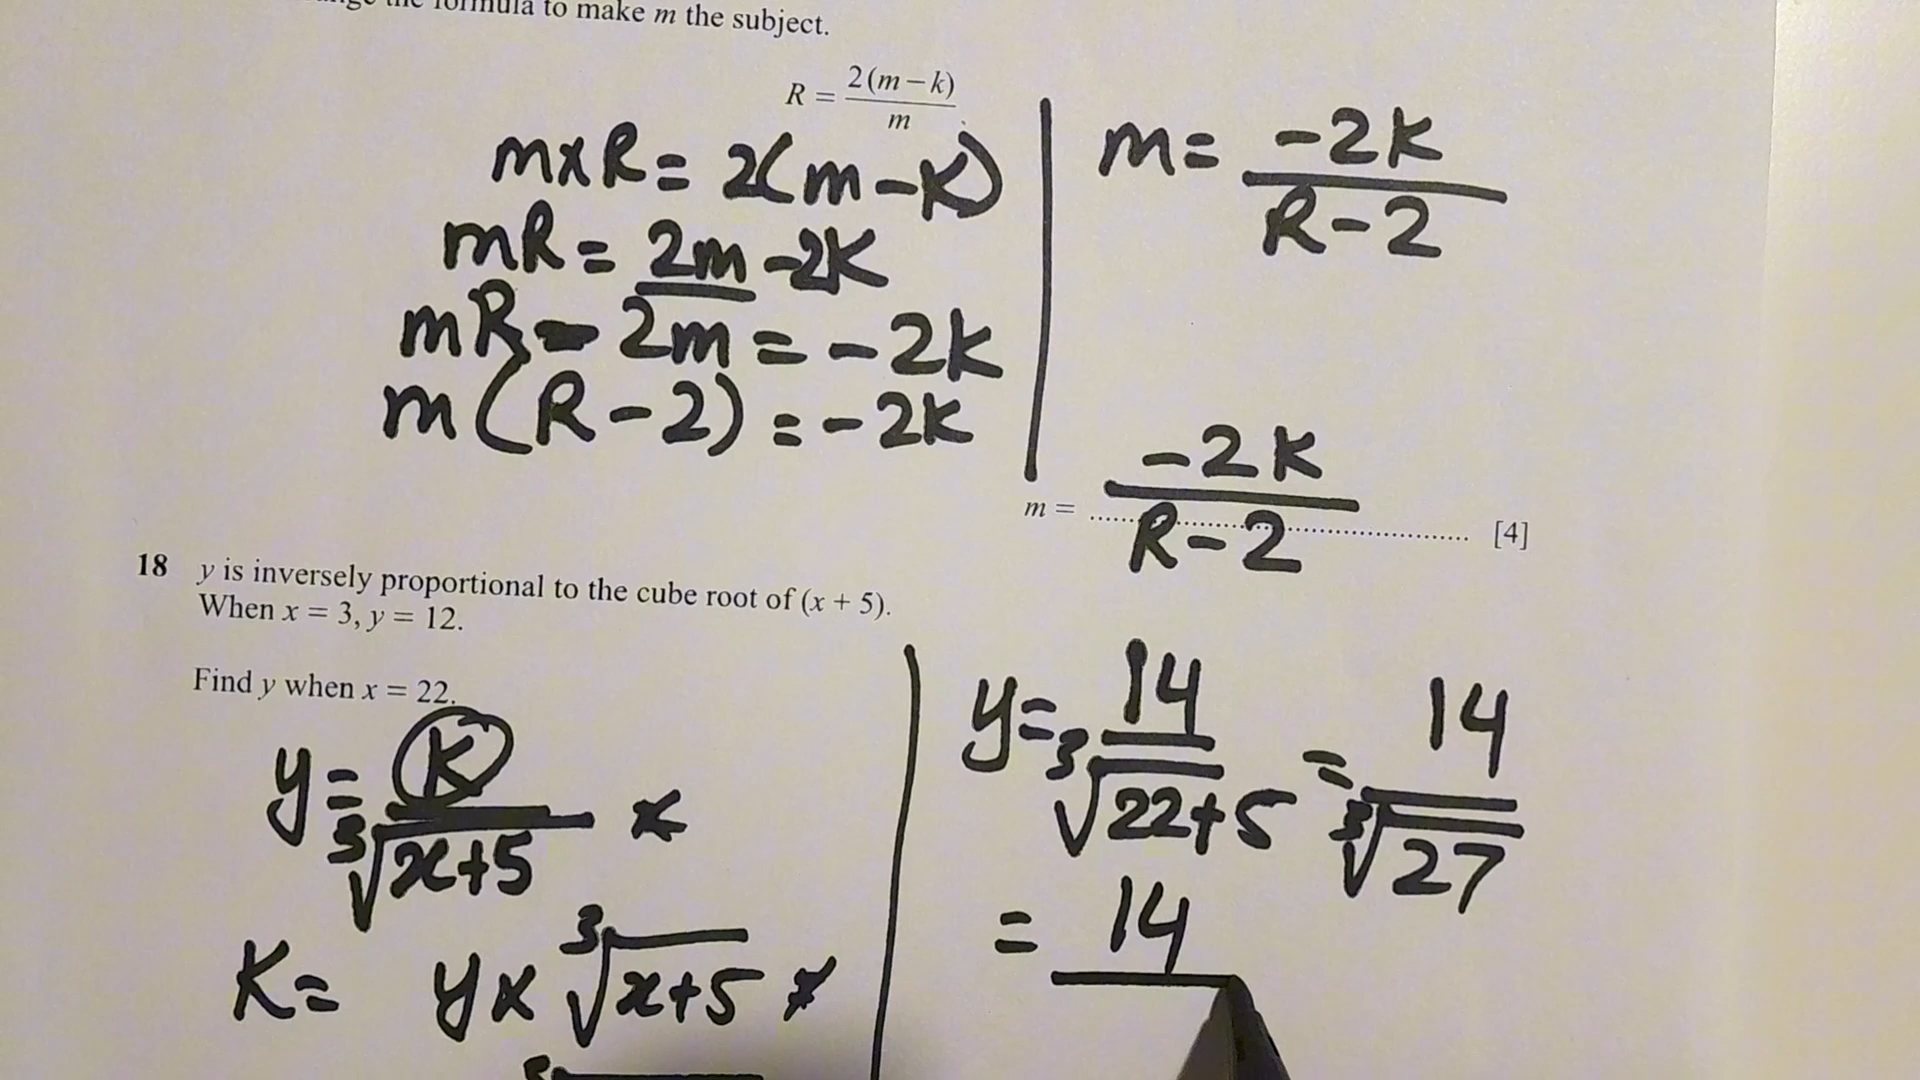 the formula to make m the subject.
R = 2(m − k) / m
m x R = 2(m - K)
mR = 2m - 2K
mR - 2m = - 2K
m(R - 2) = - 2K
m = -2K / R - 2
m = -2K / R - 2 [4]
18 y is inversely proportional to the cube root of (x + 5).
When x = 3, y = 12.
Find y when x = 22.
y = K / ∛(x+5) x
K = y x ∛(x+5)
y = 14 / ∛(22+5) = 14 / ∛27
= 14